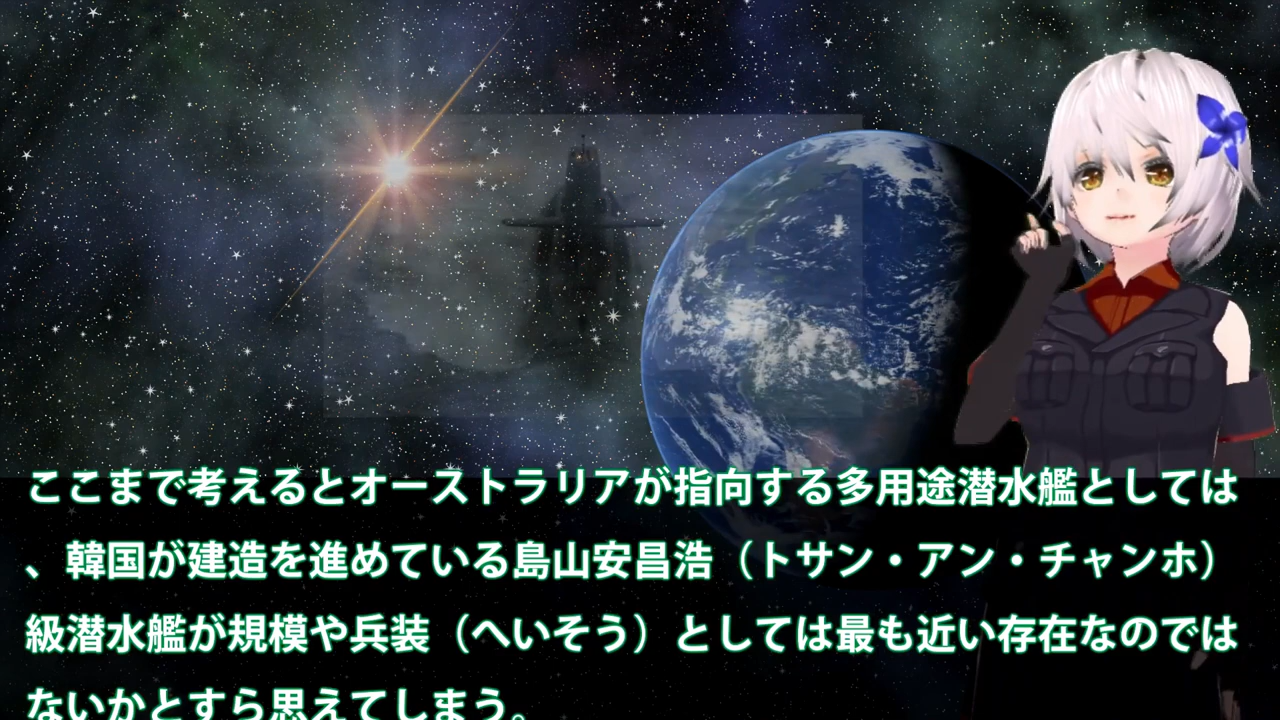 ここまで考えるとオーストラリアが指向する多用途潜水艦としては
、韓国が建造を進めている島山安昌浩（トサン・アン・チャンホ）
級潜水艦が規模や兵装（へいそう）としては最も近い存在なのでは
ないかとすら思えてしまう。